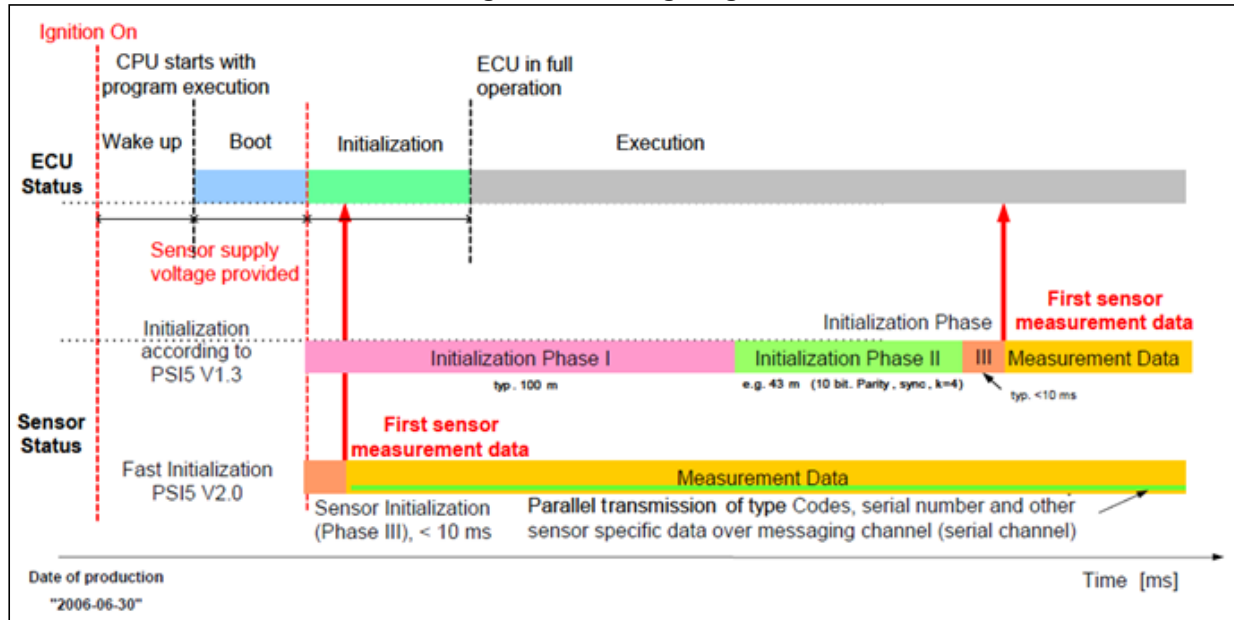 Ignition On
CPU starts with
program execution
ECU in full
operation
Wake up
Boot
Initialization
Execution
ECU
Status
Sensor supply
voltage provided
First sensor
measurement data
Initialization Phase
Initialization
according to
PSI5 V1.3
Initialization Phase I
Initialization Phase II
III
Measurement Data
typ. 100 m
e.g. 43 m (10 bit. Parity , sync , k=4)
typ. <10 ms
Sensor
Status
First sensor
measurement data
Fast Initialization
PSI5 V2.0
Measurement Data
Sensor Initialization
(Phase III), < 10 ms
Parallel transmission of type Codes, serial number and other
sensor specific data over messaging channel (serial channel)
Date of production
"2006-06-30"
Time [ms]